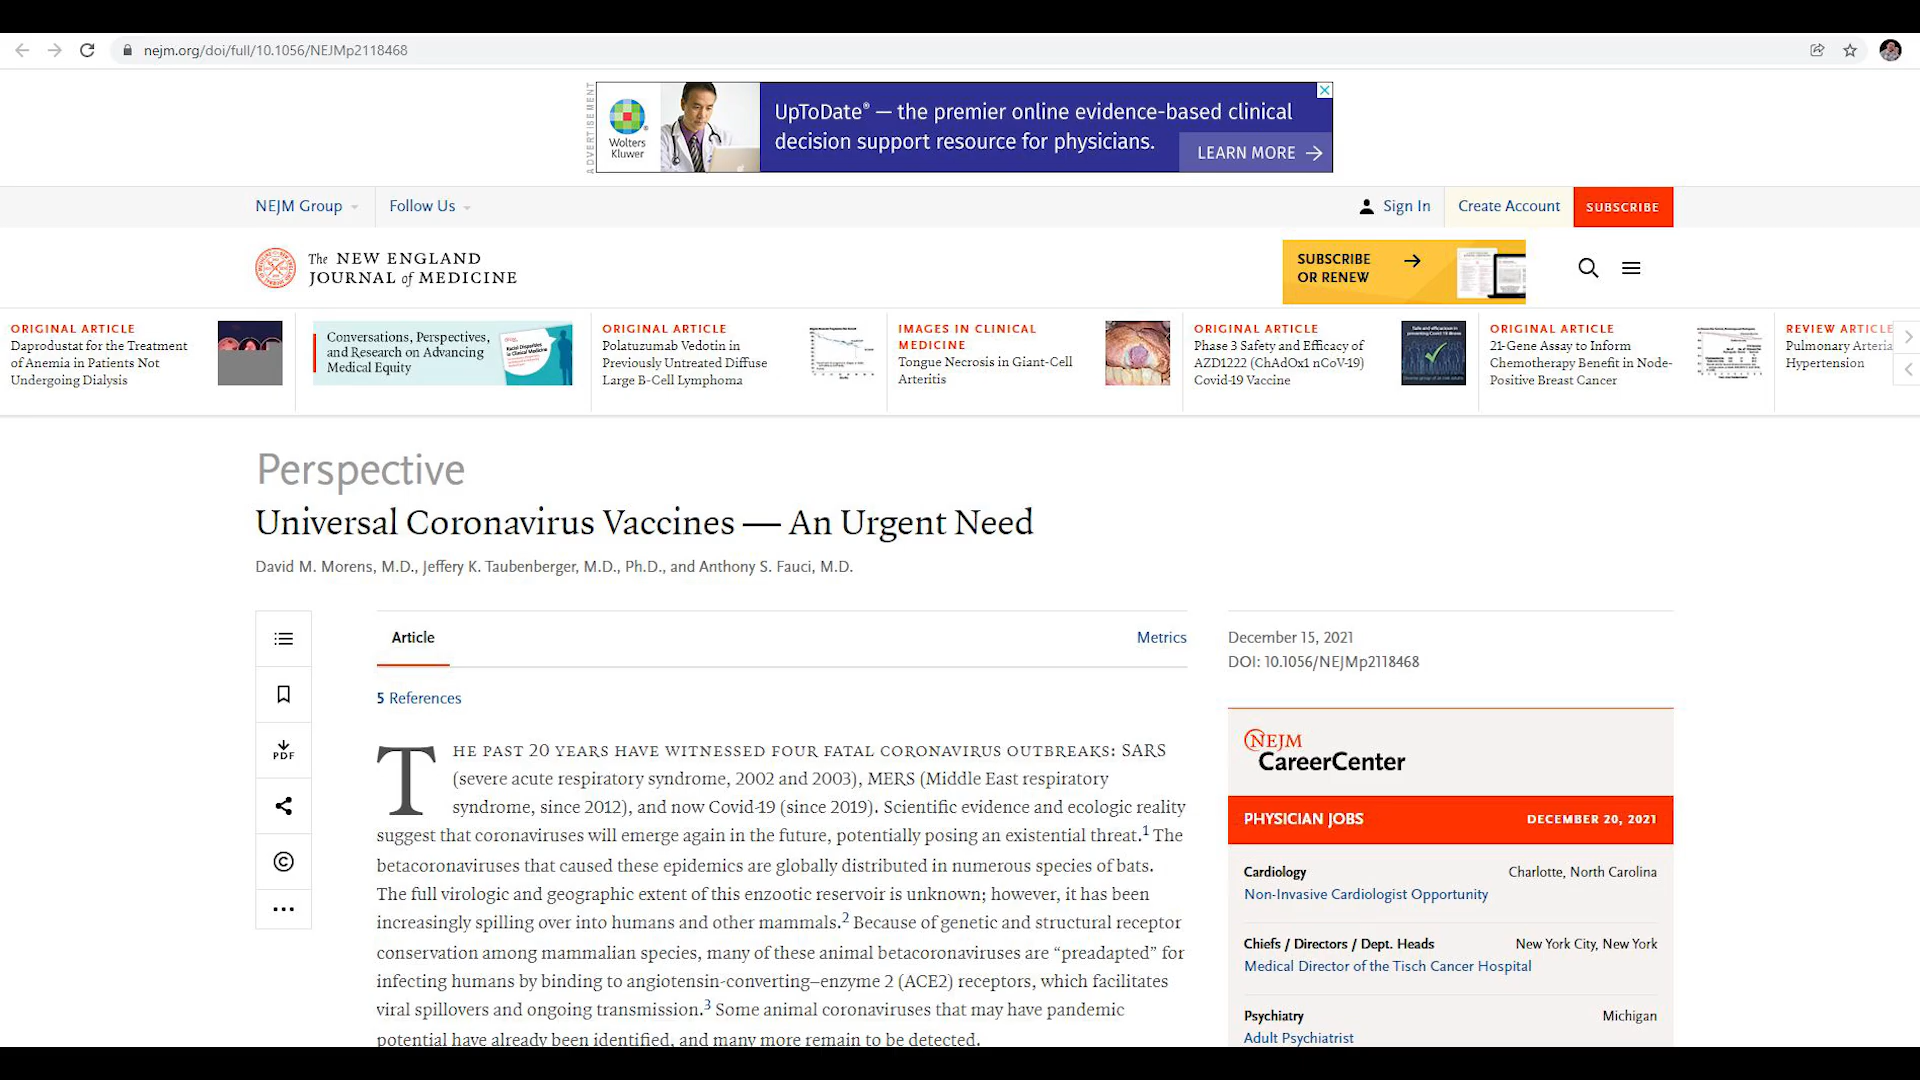 nejm.org/doi/full/10.1056/NEJMp2118468
ADVERTISEMENT
Wolters
Kluwer
UpToDate® — the premier online evidence-based clinical
decision support resource for physicians.
LEARN MORE
NEJM Group
Follow Us
Sign In
Create Account
SUBSCRIBE
The NEW ENGLAND
JOURNAL of MEDICINE
SUBSCRIBE
OR RENEW
ORIGINAL ARTICLE
Daprodustat for the Treatment
of Anemia in Patients Not
Undergoing Dialysis
Conversations, Perspectives,
and Research on Advancing
Medical Equity
ORIGINAL ARTICLE
Polatuzumab Vedotin in
Previously Untreated Diffuse
Large B-Cell Lymphoma
IMAGES IN CLINICAL
MEDICINE
Tongue Necrosis in Giant-Cell
Arteritis
ORIGINAL ARTICLE
Phase 3 Safety and Efficacy of
AZD1222 (ChAdOx1 nCoV-19)
Covid-19 Vaccine
ORIGINAL ARTICLE
21-Gene Assay to Inform
Chemotherapy Benefit in Node-
Positive Breast Cancer
REVIEW ARTICLE
Pulmonary Arteria
Hypertension
Perspective
Universal Coronavirus Vaccines — An Urgent Need
David M. Morens, M.D., Jeffery K. Taubenberger, M.D., Ph.D., and Anthony S. Fauci, M.D.
Article
Metrics
5 References
PDF
THE PAST 20 YEARS HAVE WITNESSED FOUR FATAL CORONAVIRUS OUTBREAKS: SARS
(severe acute respiratory syndrome, 2002 and 2003), MERS (Middle East respiratory
syndrome, since 2012), and now Covid-19 (since 2019). Scientific evidence and ecologic reality
suggest that coronaviruses will emerge again in the future, potentially posing an existential threat.1 The
betacoronaviruses that caused these epidemics are globally distributed in numerous species of bats.
The full virologic and geographic extent of this enzootic reservoir is unknown; however, it has been
increasingly spilling over into humans and other mammals.2 Because of genetic and structural receptor
conservation among mammalian species, many of these animal betacoronaviruses are “preadapted” for
infecting humans by binding to angiotensin-converting–enzyme 2 (ACE2) receptors, which facilitates
viral spillovers and ongoing transmission.3 Some animal coronaviruses that may have pandemic
potential have already been identified, and many more remain to be detected.
December 15, 2021
DOI: 10.1056/NEJMp2118468
NEJM
CareerCenter
PHYSICIAN JOBS
DECEMBER 20, 2021
Cardiology
Charlotte, North Carolina
Non-Invasive Cardiologist Opportunity
Chiefs / Directors / Dept. Heads
New York City, New York
Medical Director of the Tisch Cancer Hospital
Psychiatry
Michigan
Adult Psychiatrist